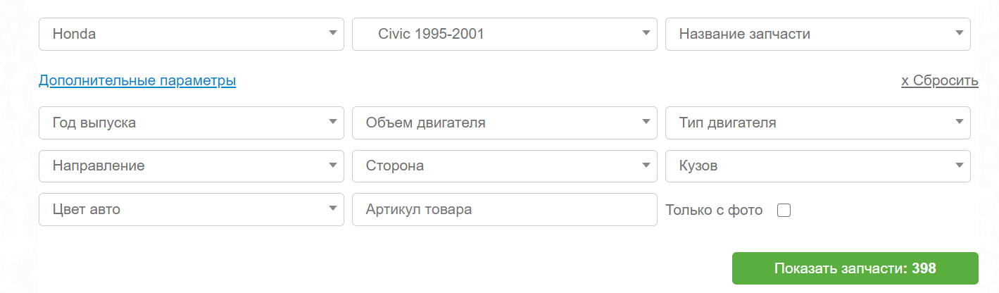 Honda Civic 1995-2001 Название запчасти
Дополнительные параметры x Сбросить
Год выпуска Объем двигателя Тип двигателя
Направление Сторона Кузов
Цвет авто Артикул товара Только с фото
Показать запчасти: 398